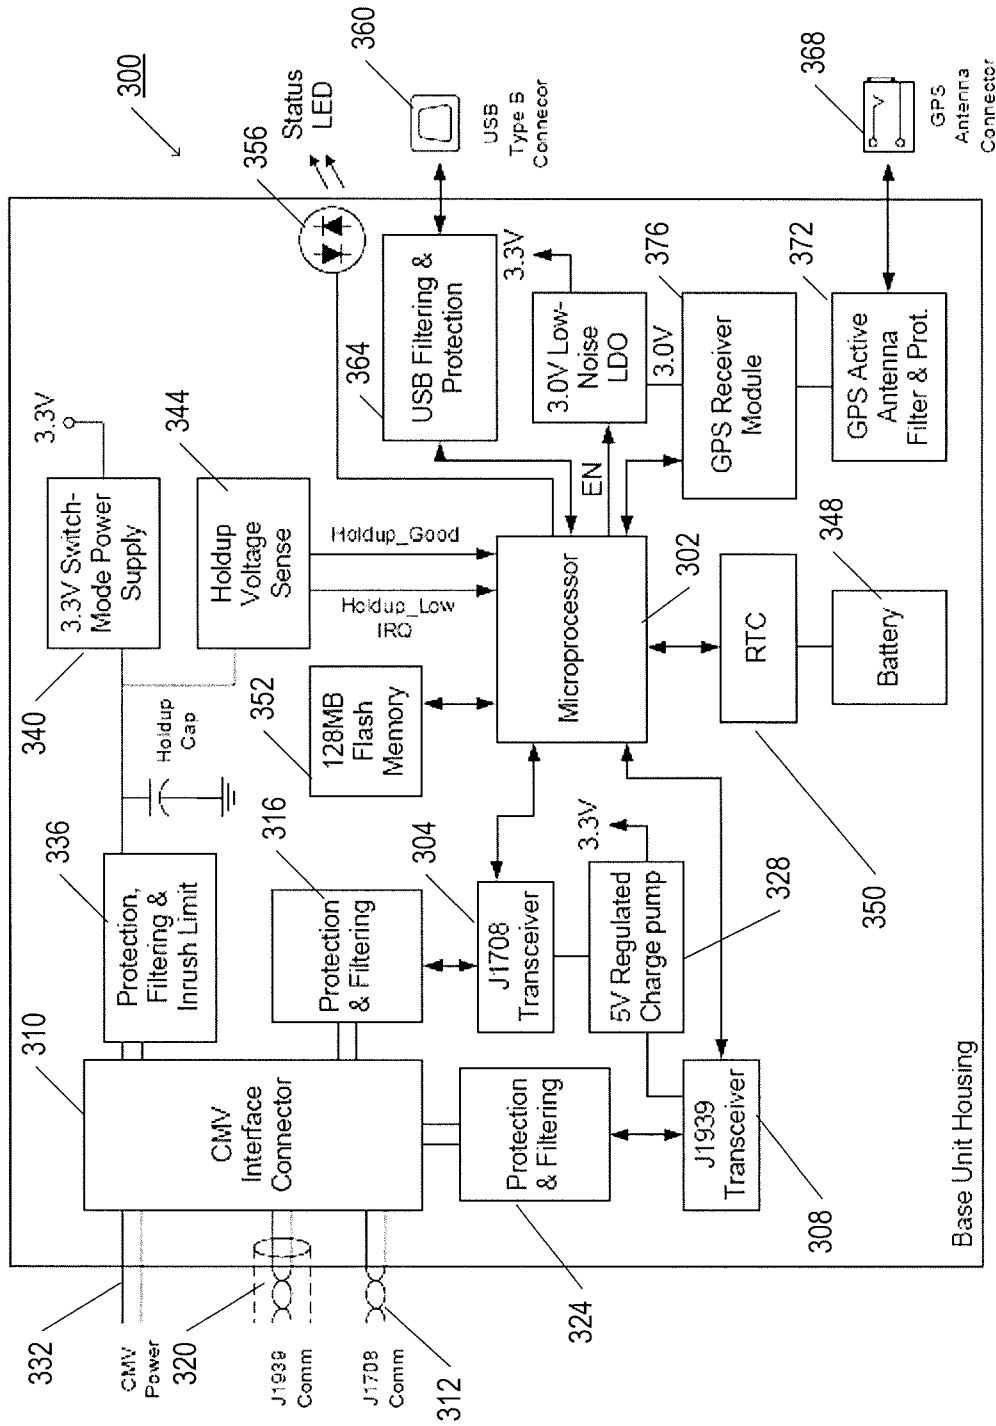 300
332
CMV
Power
320
J1939
Comm
J1708
Comm
312
310
CMV
Interface
Connector
336
Protection,
Filtering &
Inrush Limit
Holdup
Cap
340
3.3V Switch-
Mode Power
Supply
3.3V
344
Holdup
Voltage
Sense
Holdup_Good
Holdup_Low
IRQ
356
Status
LED
360
USB
Type B
Connecor
364
USB Filtering &
Protection
316
Protection
& Filtering
352
128MB
Flash
Memory
304
J1708
Transceiver
Microprocessor
302
EN
3.0V Low-
Noise
LDO
3.3V
3.0V
376
GPS Receiver
Module
372
GPS Active
Antenna
Filter & Prot.
368
GPS
Antenna
Connector
324
Protection
& Filtering
5V Regulated
Charge pump
3.3V
328
308
J1939
Transceiver
350
RTC
348
Battery
Base Unit Housing